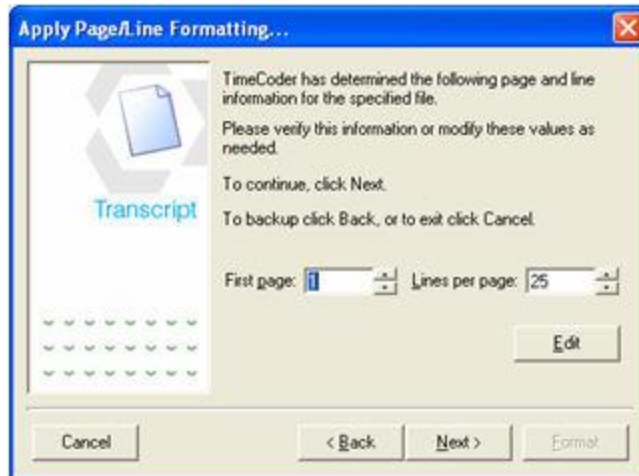 Apply Page/Line Formatting...
TimeCoder has determined the following page and line
information for the specified file.
Please verify this information or modify these values as
needed.
To continue, click Next.
To backup click Back, or to exit click Cancel.
Transcript
First page: 1 Lines per page: 25
Edit
Cancel < Back Next > Format